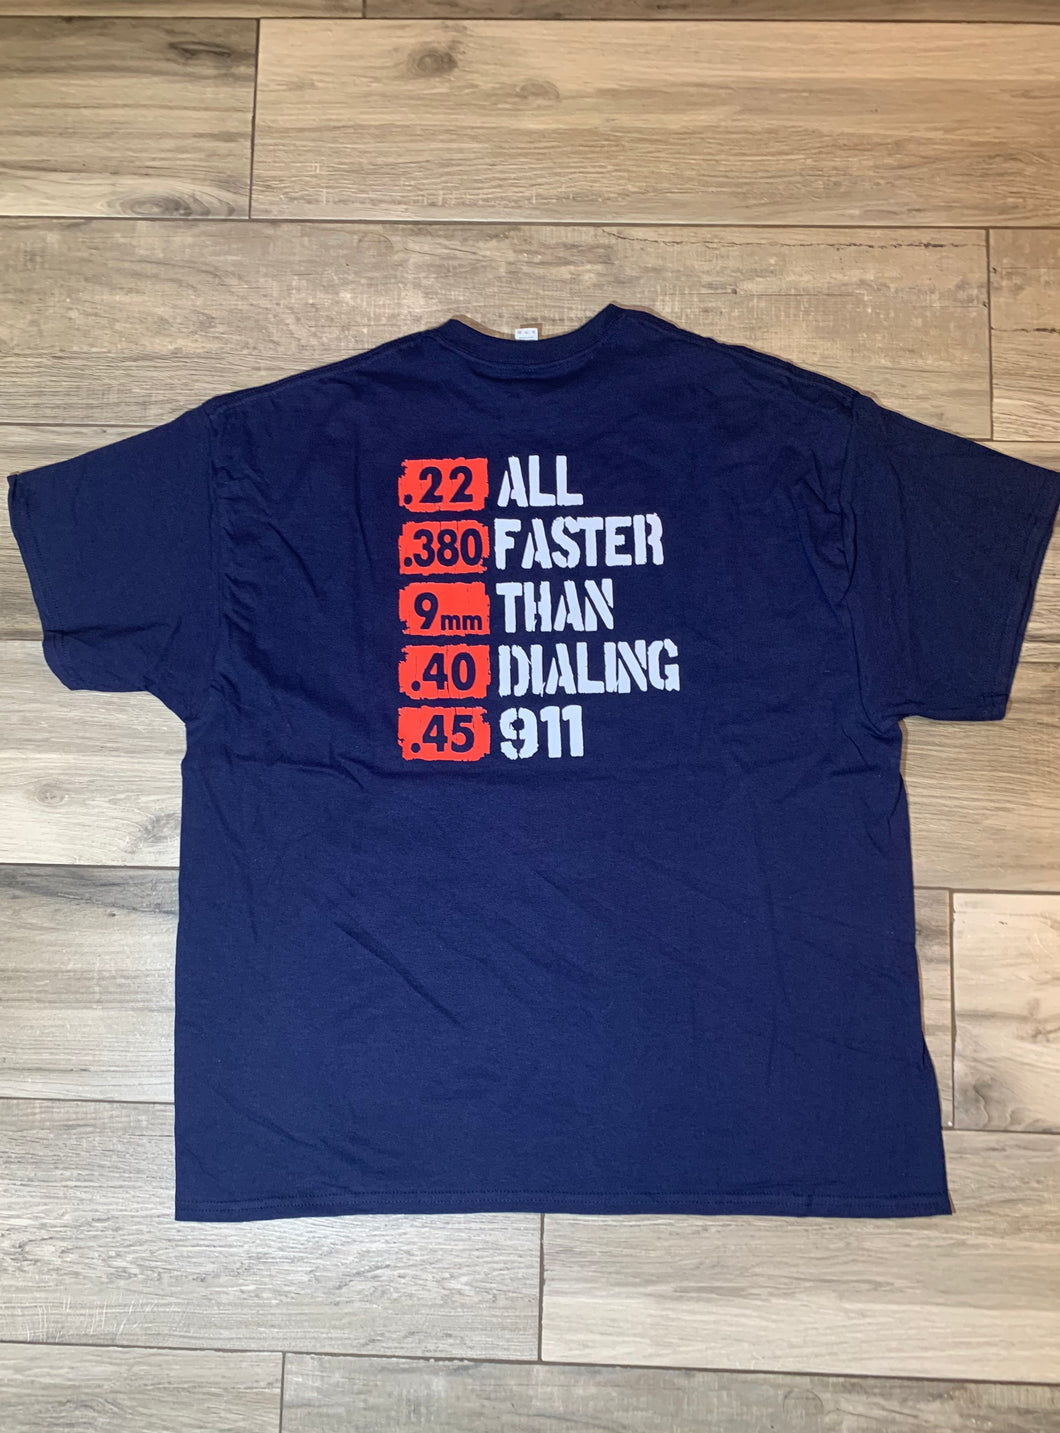 .22 ALL
.380 FASTER
9mm THAN
.40 DIALING
.45 911